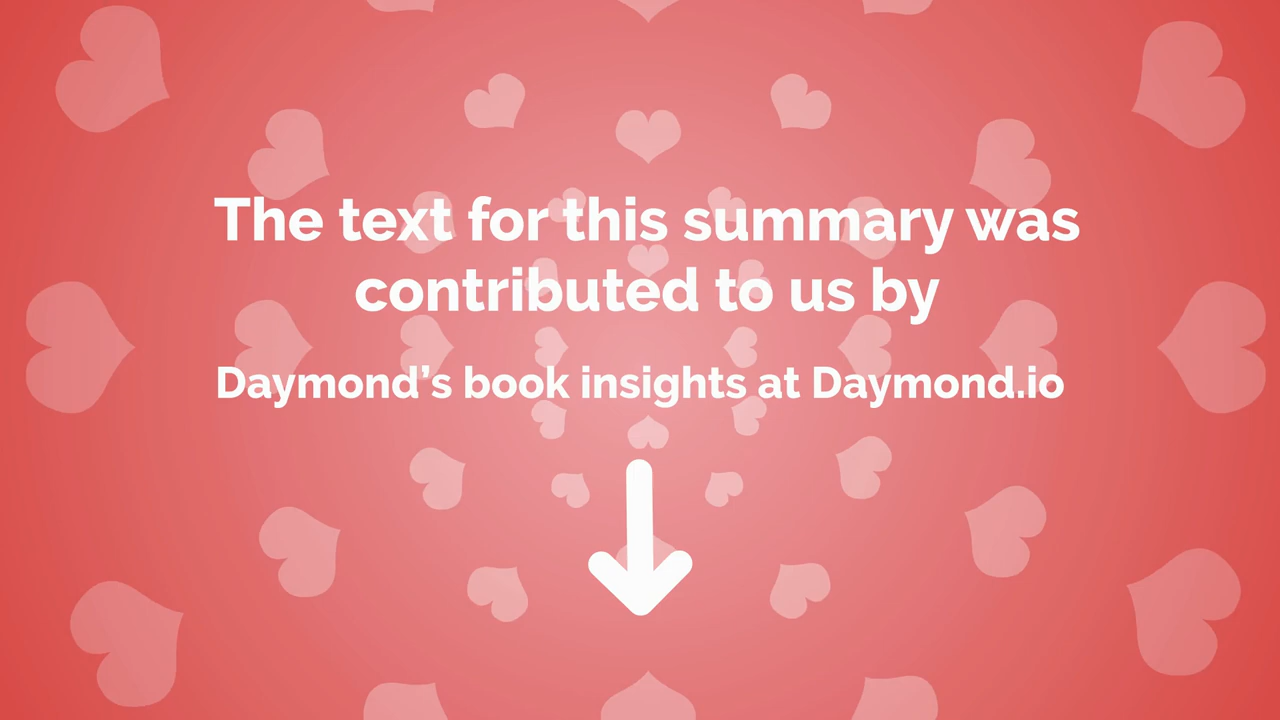 The text for this summary was
contributed to us by
Daymond’s book insights at Daymond.io